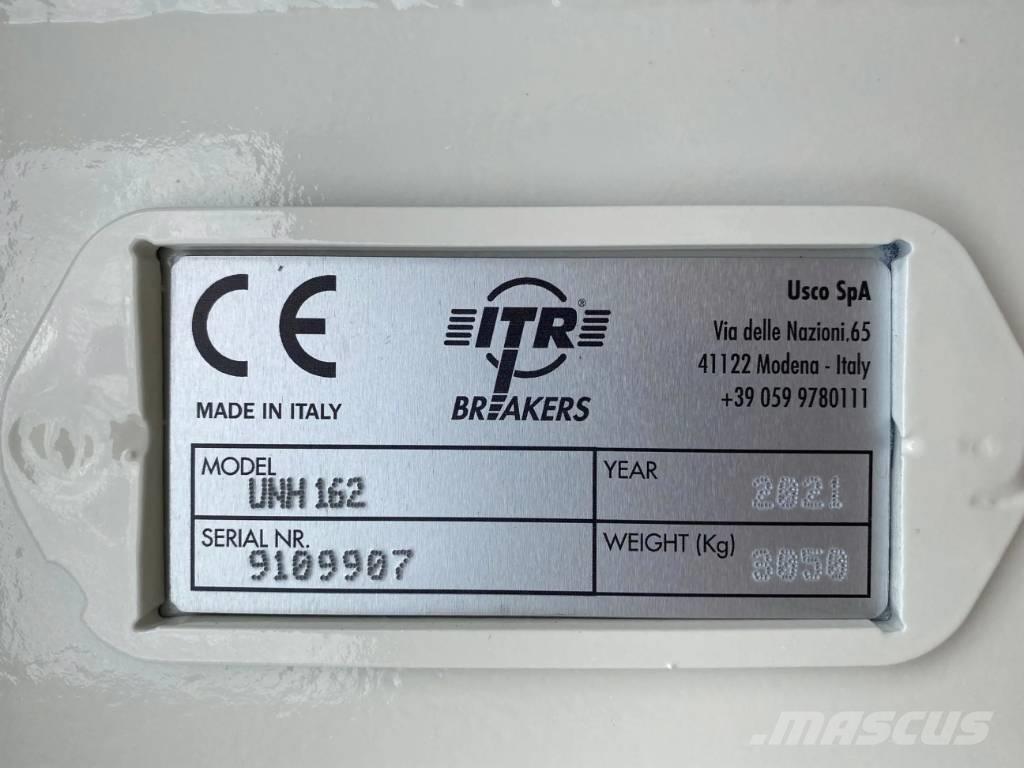 CE
MADE IN ITALY
ITR®
BREAKERS
Usco SpA
Via delle Nazioni.65
41122 Modena - Italy
+39 059 9780111
MODEL
UNH 162
YEAR
2021
SERIAL NR.
9109907
WEIGHT (Kg)
3050
MASCUS